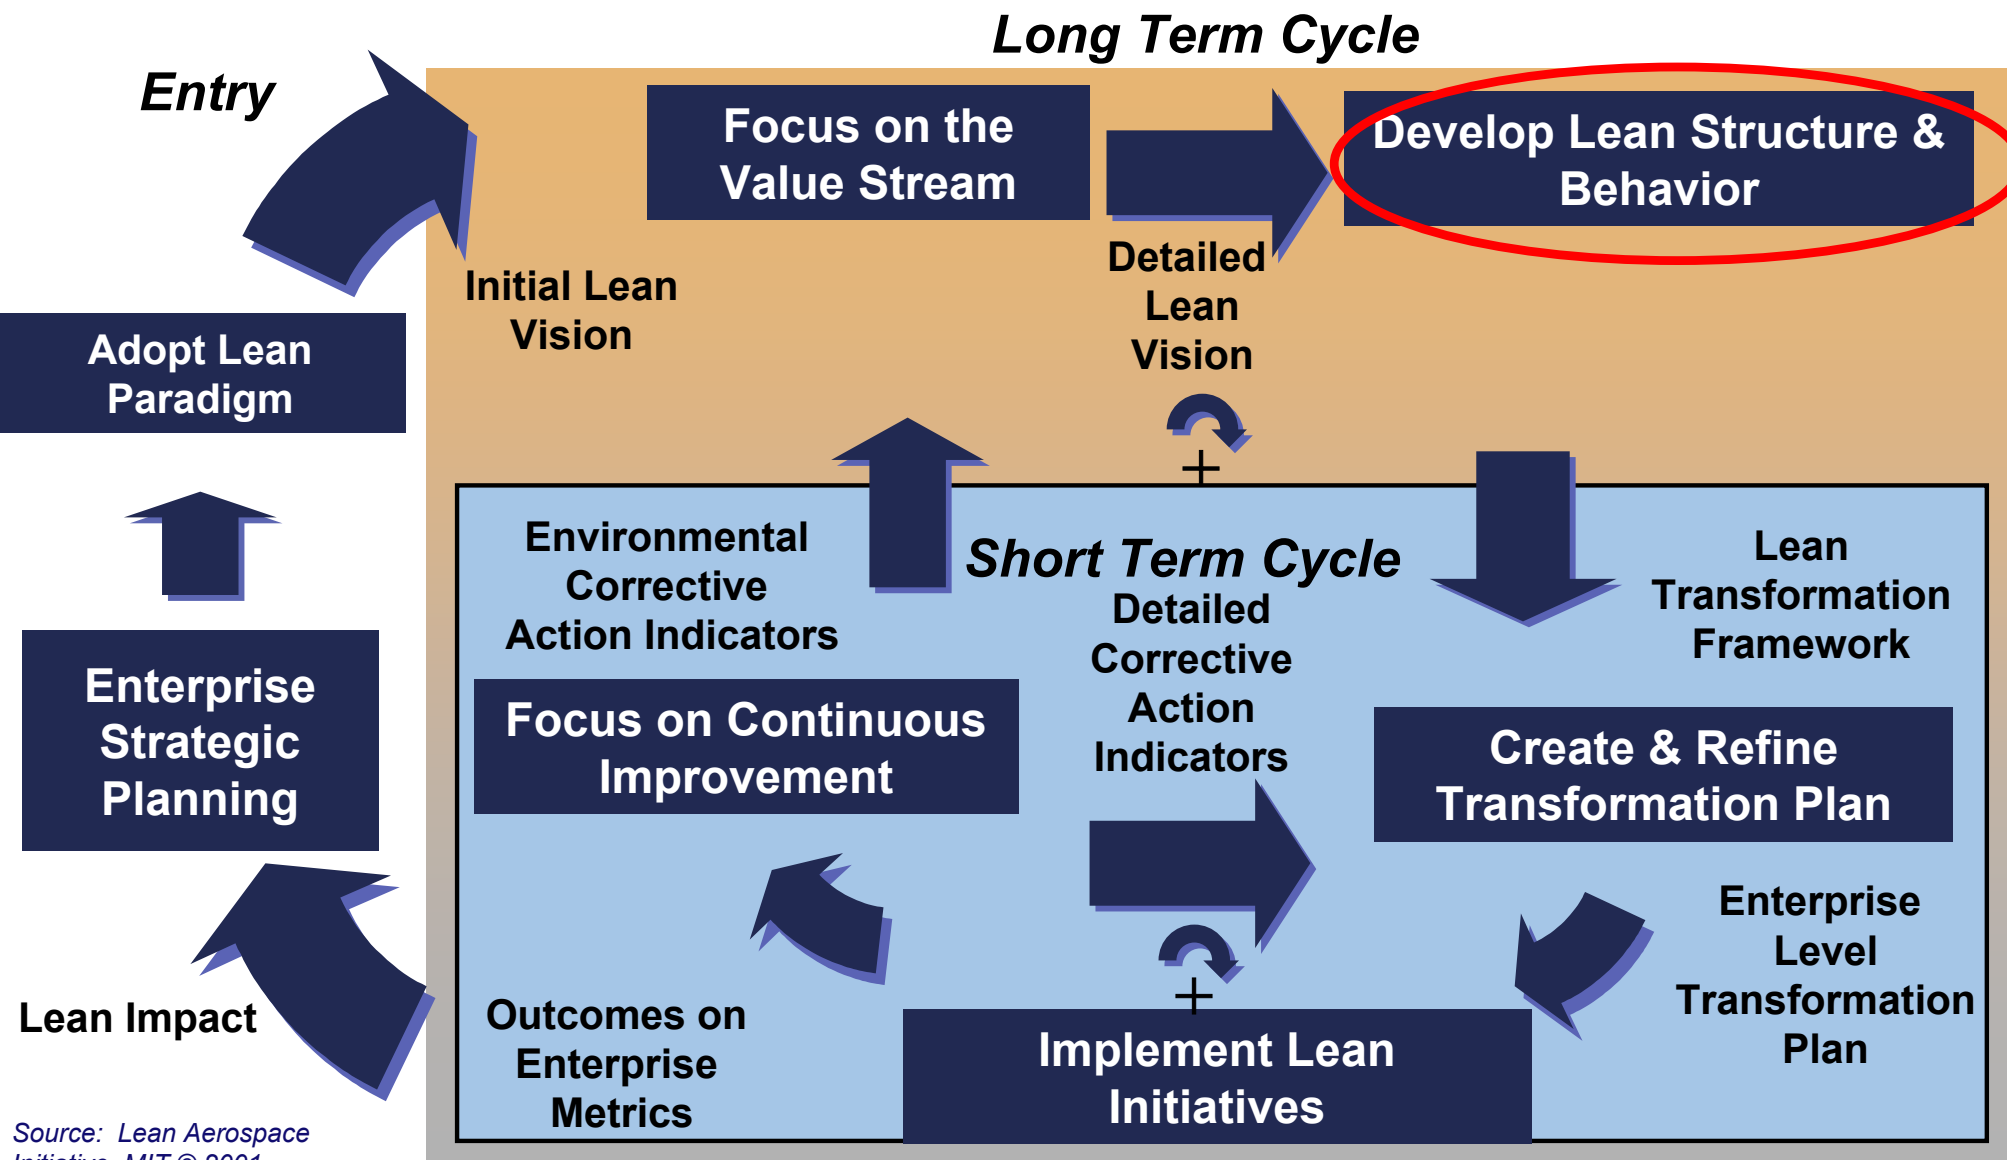 Long Term Cycle
Entry
Focus on the
Value Stream
Develop Lean Structure &
Behavior
Initial Lean
Vision
Detailed
Lean
Vision
Adopt Lean
Paradigm
+
Environmental
Corrective
Action Indicators
Short Term Cycle
Detailed
Corrective
Action
Indicators
Lean
Transformation
Framework
Enterprise
Strategic
Planning
Focus on Continuous
Improvement
Create & Refine
Transformation Plan
Enterprise
Level
Transformation
Plan
Lean Impact
Outcomes on
Enterprise
Metrics
+
Implement Lean
Initiatives
Source: Lean Aerospace
Initiative, MIT © 2001